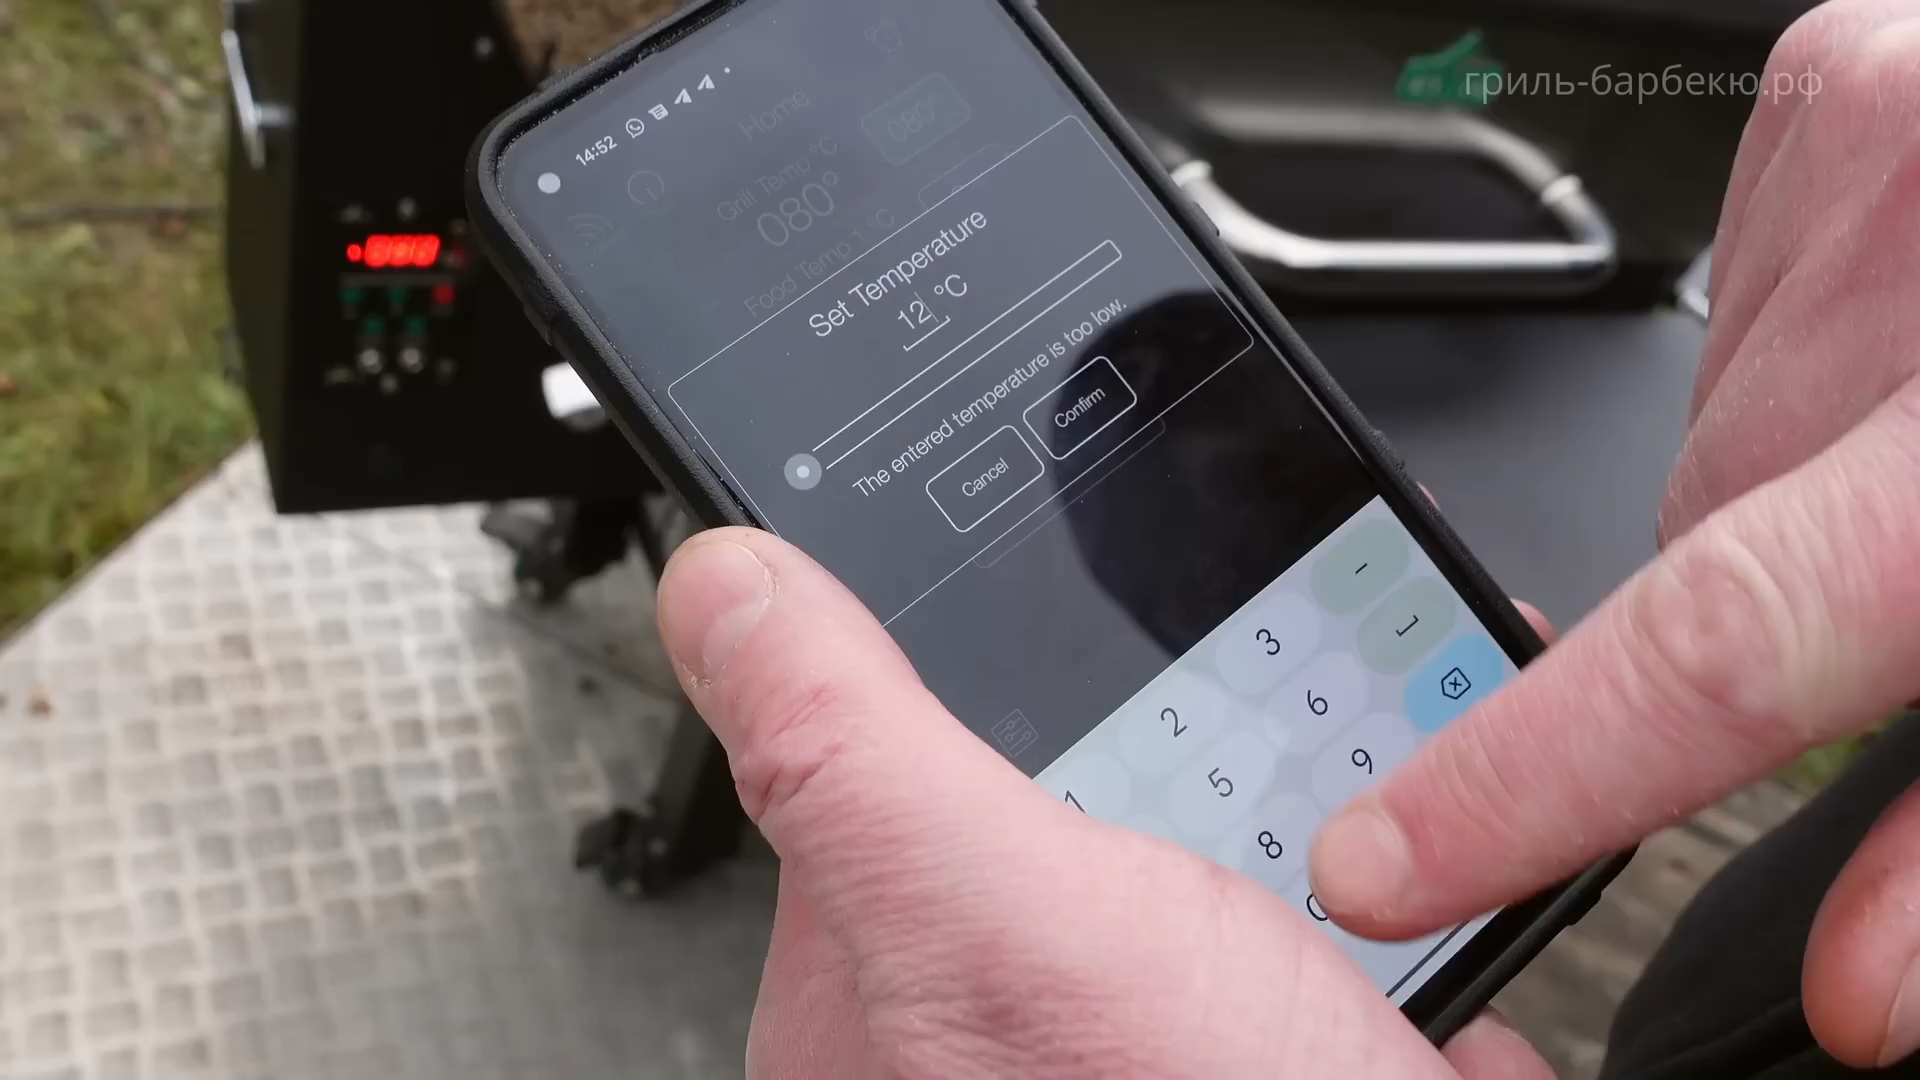 гриль-барбекю.рф
14:52
Home
Grill Temp °C
080°
080°
Food Temp 1 °C
Set Temperature
12 °C
The entered temperature is too low.
Cancel
Confirm
1
2
3
-
5
6
8
9